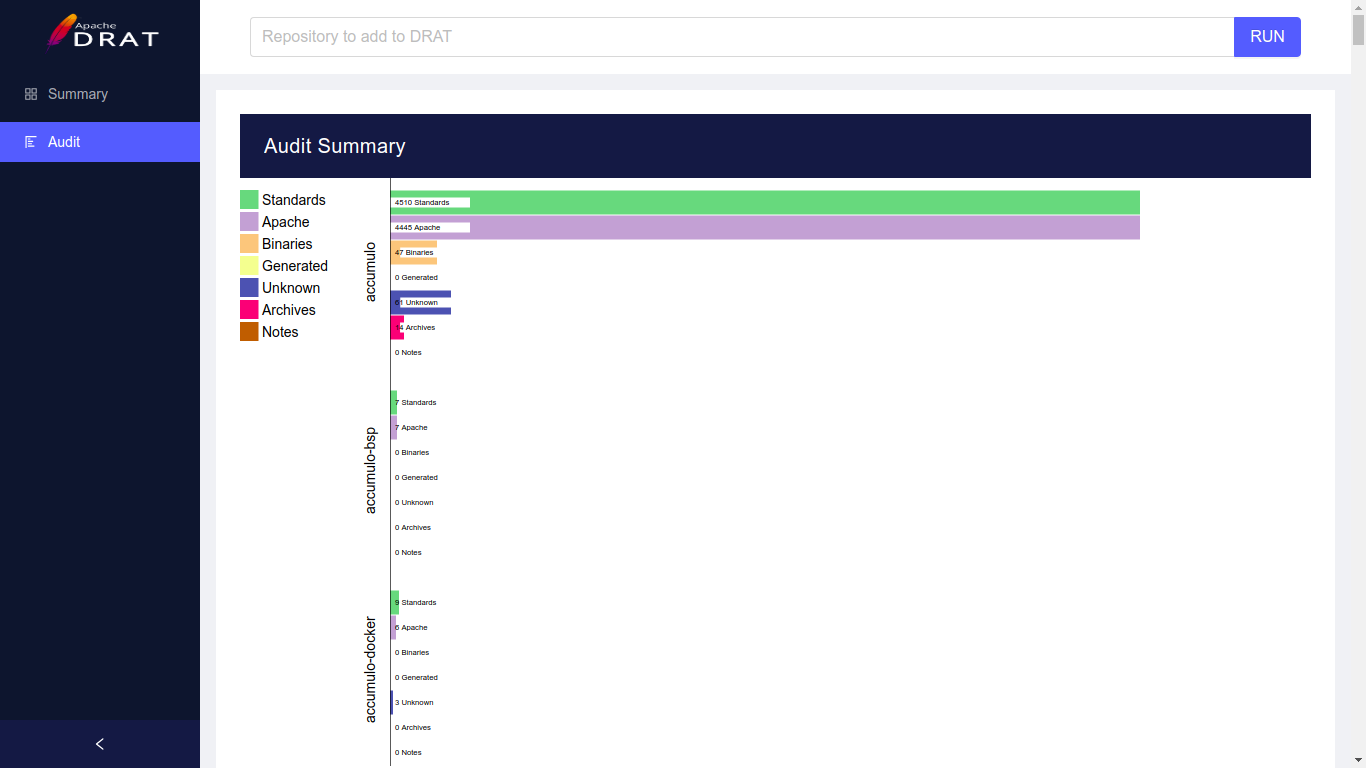 Apache
DRAT
Summary
Audit
Repository to add to DRAT
RUN
Audit Summary
Standards
Apache
Binaries
Generated
Unknown
Archives
Notes
accumulo
4510 Standards
4445 Apache
47 Binaries
0 Generated
61 Unknown
14 Archives
0 Notes
accumulo-bsp
7 Standards
7 Apache
0 Binaries
0 Generated
0 Unknown
0 Archives
0 Notes
accumulo-docker
9 Standards
6 Apache
0 Binaries
0 Generated
3 Unknown
0 Archives
0 Notes